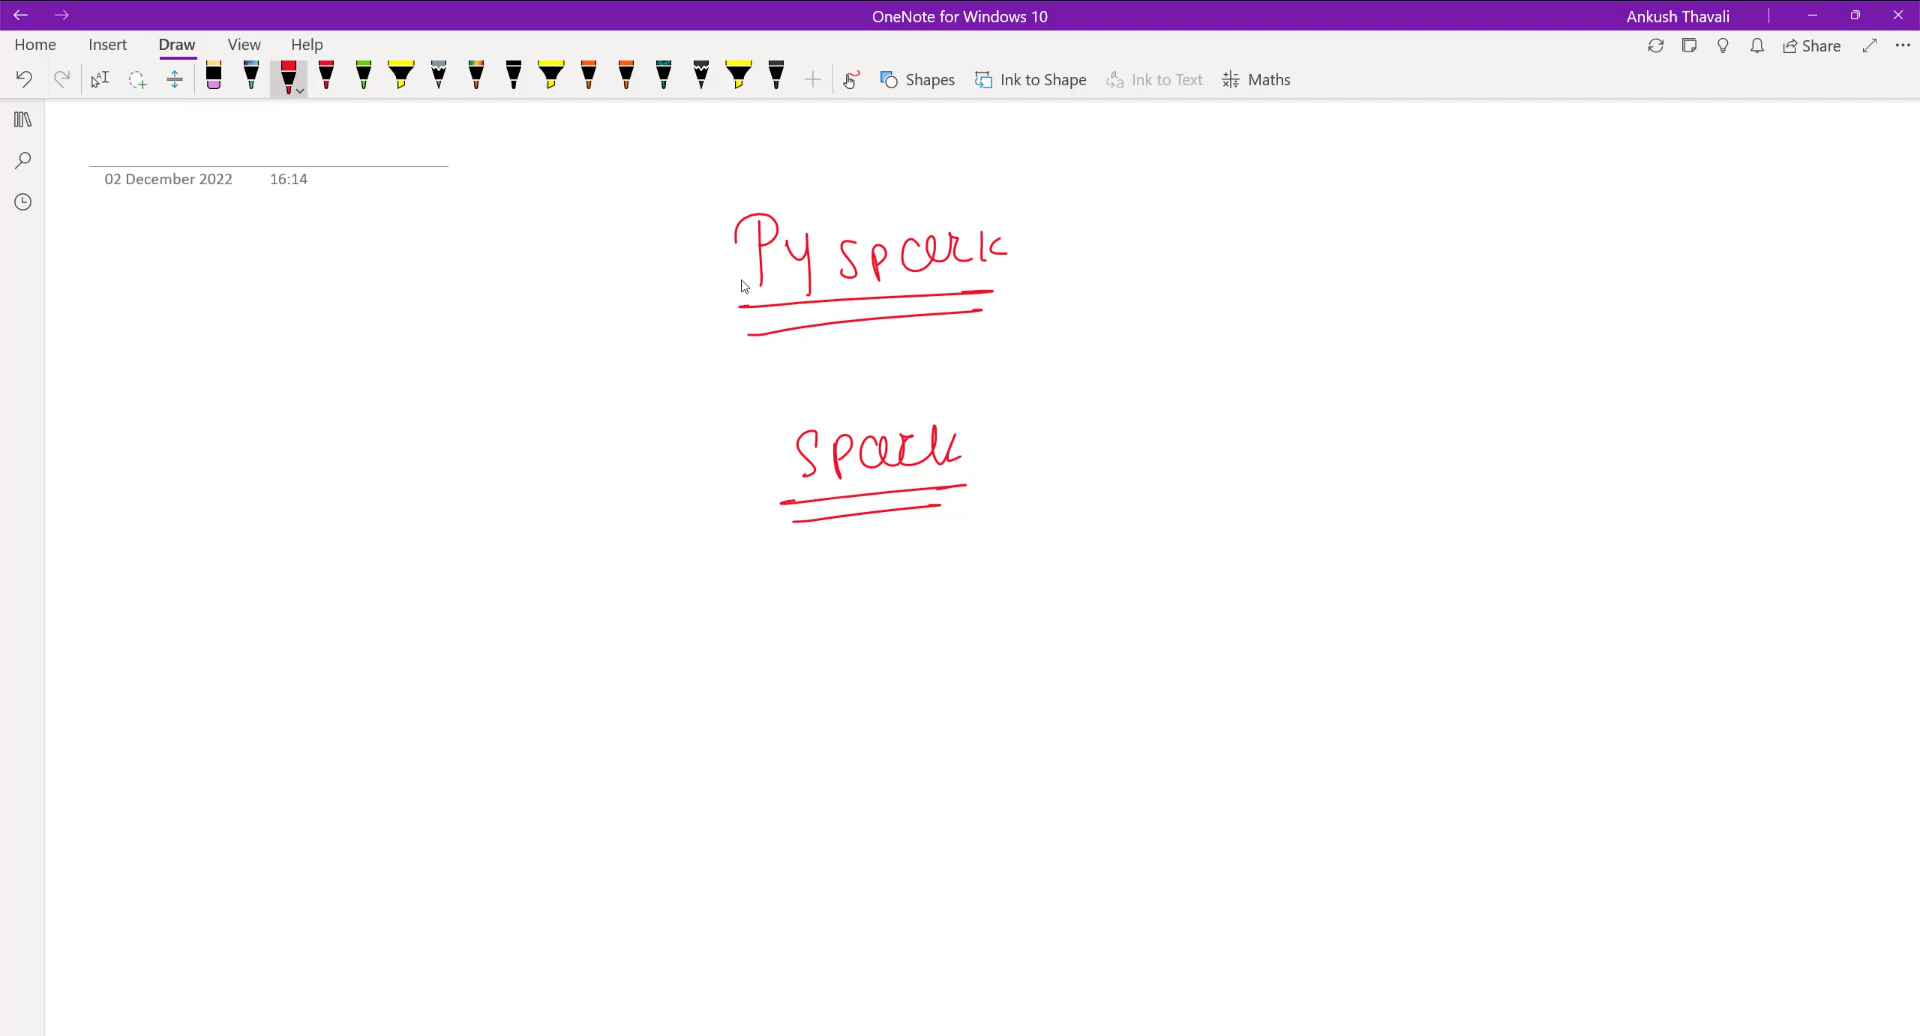 OneNote for Windows 10
Ankush Thavali
Home Insert Draw View Help
Share
Shapes Ink to Shape Ink to Text Maths
02 December 2022 16:14
Py spark
spark